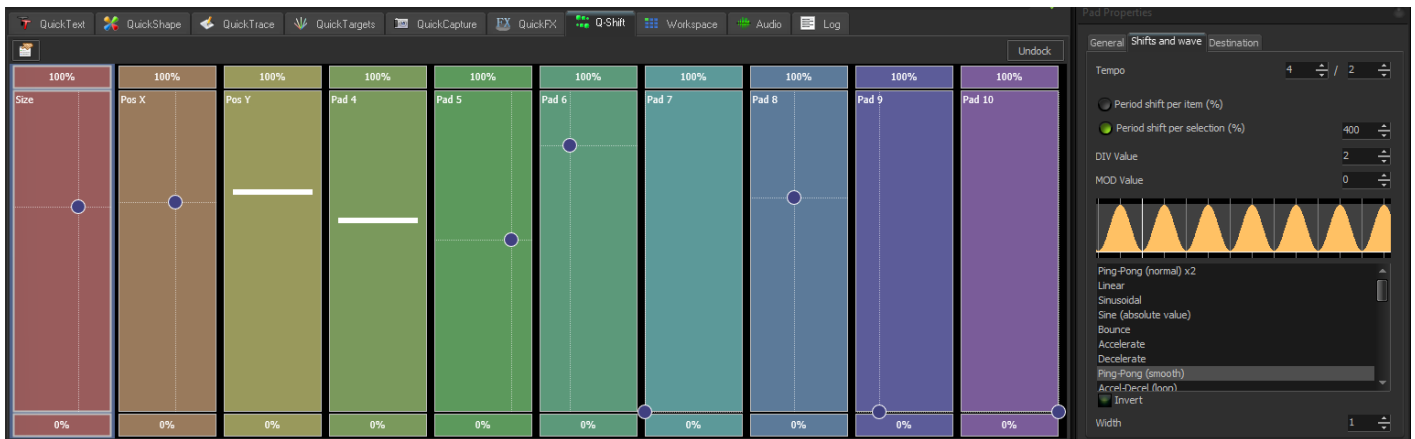 QuickText QuickShape QuickTrace QuickTargets QuickCapture EX QuickFX Q-Shift Workspace Audio Log
Undock
100% 100% 100% 100% 100% 100% 100% 100% 100% 100%
Size Pos X Pos Y Pad 4 Pad 5 Pad 6 Pad 7 Pad 8 Pad 9 Pad 10
0% 0% 0% 0% 0% 0% 0% 0% 0% 0%
Pad Properties
General Shifts and wave Destination
Tempo 4 / 2
Period shift per item (%)
Period shift per selection (%) 400
DIV Value 2
MOD Value 0
Ping-Pong (normal) x2
Linear
Sinusoidal
Sine (absolute value)
Bounce
Accelerate
Decelerate
Ping-Pong (smooth)
Accel-Decel (loop)
Invert
Width 1